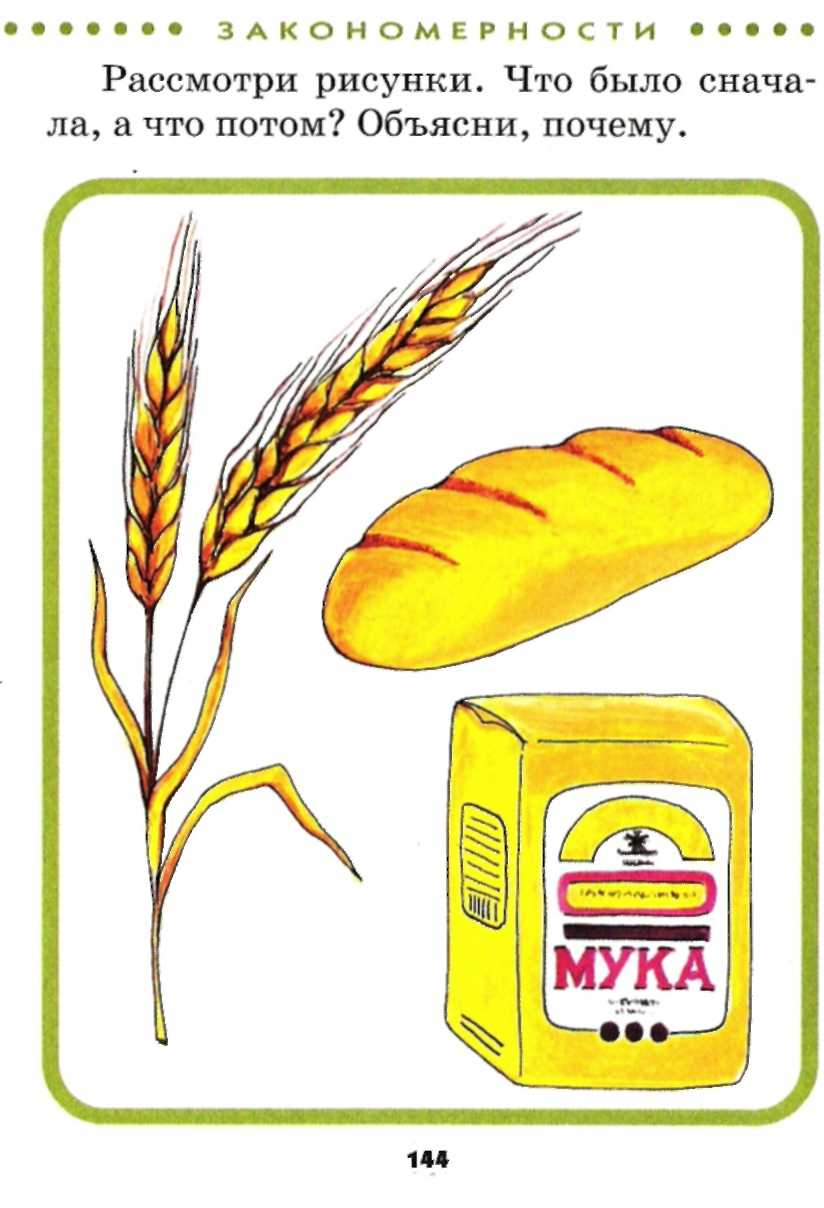 ЗАКОНОМЕРНОСТИ
Рассмотри рисунки. Что было снача-
ла, а что потом? Объясни, почему.
МУКА
144